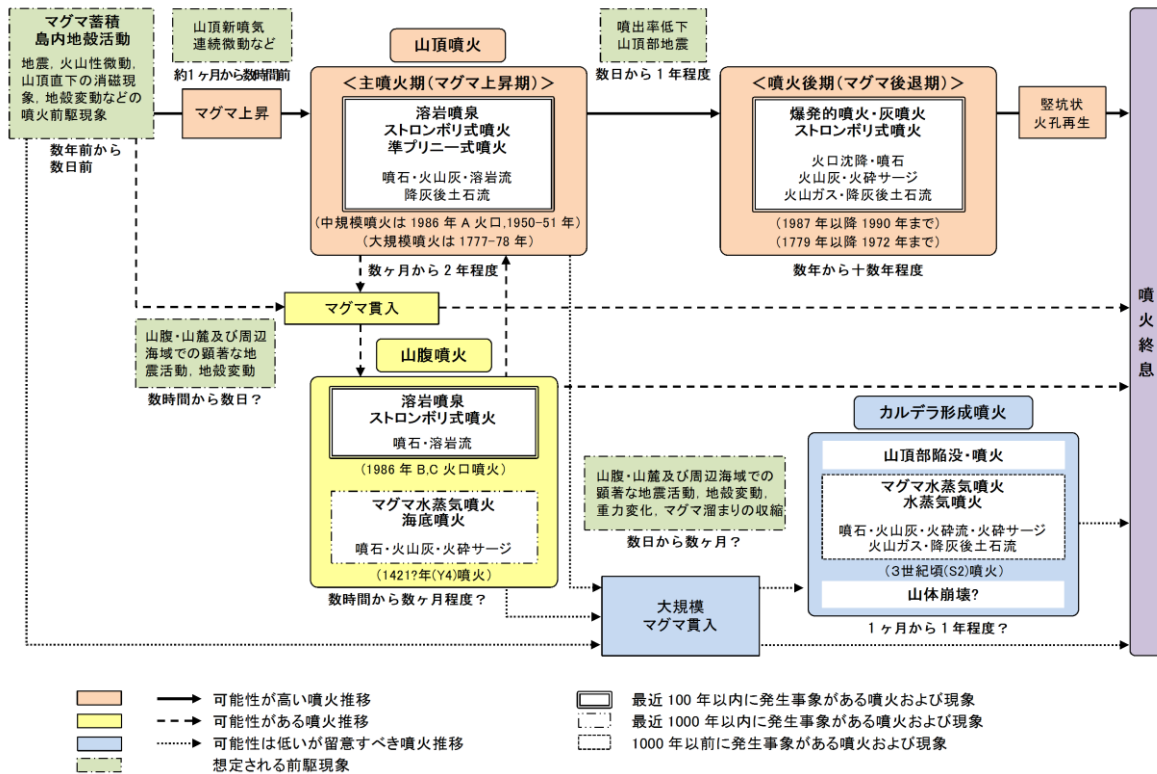 マグマ蓄積
島内地殻活動
地震，火山性微動，
山頂直下の消磁現
象，地殻変動などの
噴火前駆現象
数年前から
数日前
山頂新噴気
連続微動など
約1ヶ月から数時間前
マグマ上昇
山頂噴火
＜主噴火期（マグマ上昇期）＞
溶岩噴泉
ストロンボリ式噴火
準プリニー式噴火
噴石・火山灰・溶岩流
降灰後土石流
（中規模噴火は 1986 年 A 火口，1950-51 年）
（大規模噴火は 1777-78 年）
数ヶ月から 2 年程度
噴出率低下
山頂部地震
数日から 1 年程度
＜噴火後期（マグマ後退期）＞
爆発的噴火・灰噴火
ストロンボリ式噴火
火口沈降・噴石
火山灰・火砕サージ
火山ガス・降灰後土石流
（1987 年以降 1990 年まで）
（1779 年以降 1972 年まで）
数年から十数年程度
竪坑状
火孔再生
噴火終息
マグマ貫入
山腹・山麓及び周辺
海域での顕著な地
震活動，地殻変動
数時間から数日？
山腹噴火
溶岩噴泉
ストロンボリ式噴火
噴石・溶岩流
（1986 年 B,C 火口噴火）
マグマ水蒸気噴火
海底噴火
噴石・火山灰・火砕サージ
（1421?年(Y4)噴火）
数時間から数ヶ月程度？
山腹・山麓及び周辺海域での
顕著な地震活動，地殻変動，
重力変化，マグマ溜まりの収縮
数日から数ヶ月？
大規模
マグマ貫入
カルデラ形成噴火
山頂部陥没・噴火
マグマ水蒸気噴火
水蒸気噴火
噴石・火山灰・火砕流・火砕サージ
火山ガス・降灰後土石流
（3世紀頃(S2)噴火）
山体崩壊?
1 ヶ月から 1 年程度？
可能性が高い噴火推移
可能性がある噴火推移
可能性は低いが留意すべき噴火推移
想定される前駆現象
最近 100 年以内に発生事象がある噴火および現象
最近 1000 年以内に発生事象がある噴火および現象
1000 年以前に発生事象がある噴火および現象